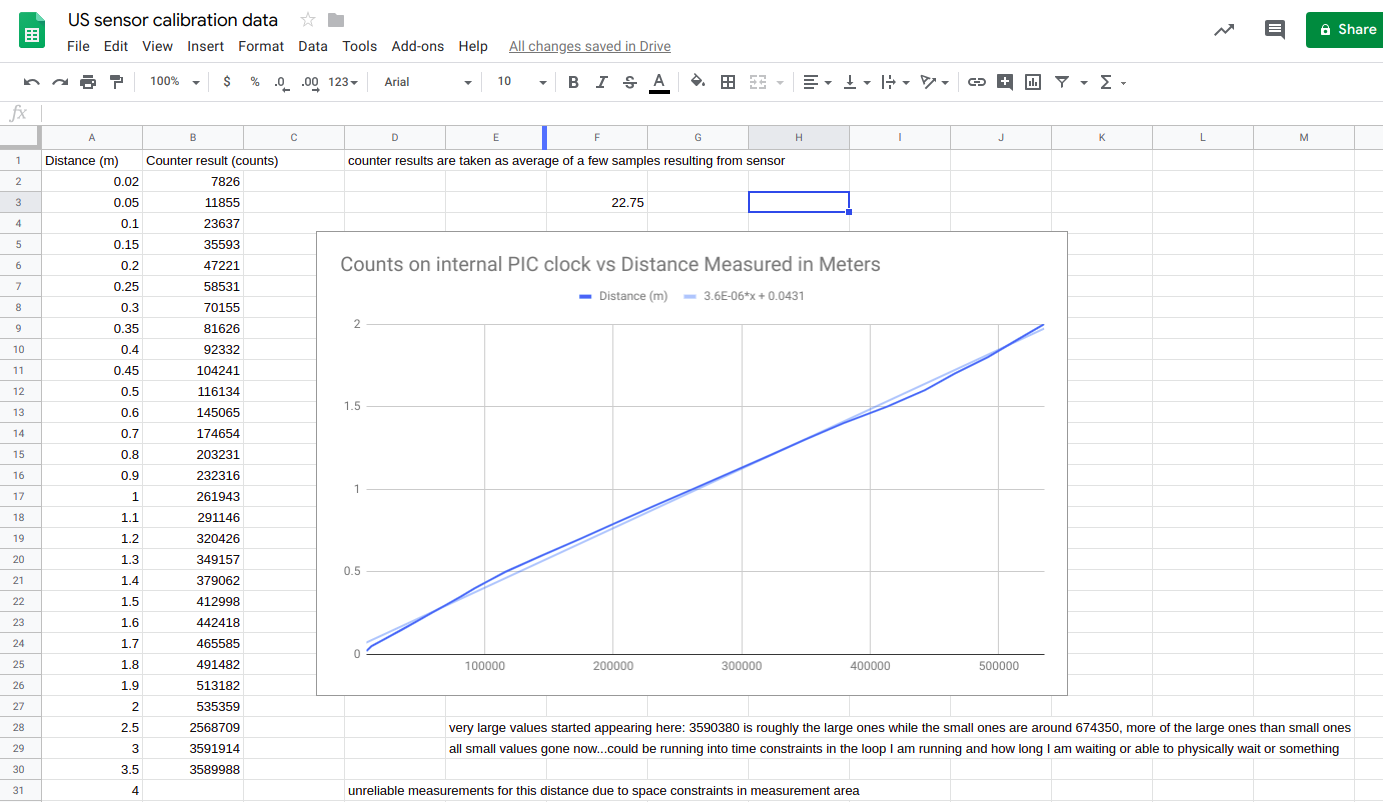 US sensor calibration data
File Edit View Insert Format Data Tools Add-ons Help All changes saved in Drive
Share
100% $ % .0 .00 123 Arial 10 B I S A
fx
A B C D E F G H I J K L M
1 Distance (m) Counter result (counts) counter results are taken as average of a few samples resulting from sensor
2 0.02 7826
3 0.05 11855 22.75
4 0.1 23637
5 0.15 35593
6 0.2 47221
7 0.25 58531
8 0.3 70155
9 0.35 81626
10 0.4 92332
11 0.45 104241
12 0.5 116134
13 0.6 145065
14 0.7 174654
15 0.8 203231
16 0.9 232316
17 1 261943
18 1.1 291146
19 1.2 320426
20 1.3 349157
21 1.4 379062
22 1.5 412998
23 1.6 442418
24 1.7 465585
25 1.8 491482
26 1.9 513182
27 2 535359
28 2.5 2568709 very large values started appearing here: 3590380 is roughly the large ones while the small ones are around 674350, more of the large ones than small ones
29 3 3591914 all small values gone now...could be running into time constraints in the loop I am running and how long I am waiting or able to physically wait or something
30 3.5 3589988
31 4 unreliable measurements for this distance due to space constraints in measurement area
Counts on internal PIC clock vs Distance Measured in Meters
Distance (m) 3.6E-06*x + 0.0431
2
1.5
1
0.5
0
100000 200000 300000 400000 500000